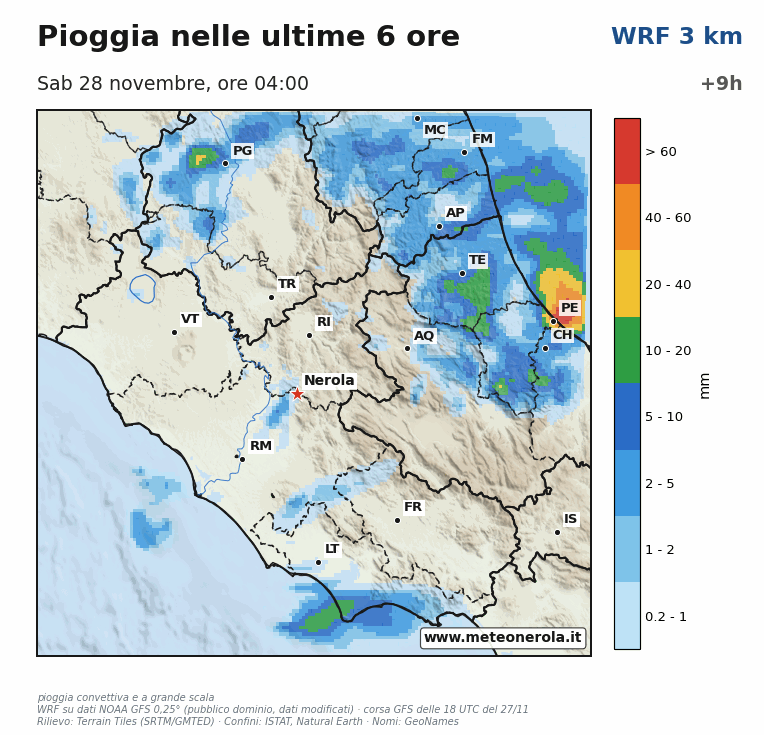 Pioggia nelle ultime 6 ore
WRF 3 km
Sab 28 novembre, ore 04:00
+9h
MC
FM
PG
> 60
40 - 60
20 - 40
10 - 20
5 - 10
2 - 5
1 - 2
0.2 - 1
mm
AP
TE
TR
PE
VT
RI
AQ
CH
Nerola
RM
FR
IS
LT
www.meteonerola.it
pioggia convettiva e a grande scala
WRF su dati NOAA GFS 0,25° (pubblico dominio, dati modificati) · corsa GFS delle 18 UTC del 27/11
Rilievo: Terrain Tiles (SRTM/GMTED) · Confini: ISTAT, Natural Earth · Nomi: GeoNames